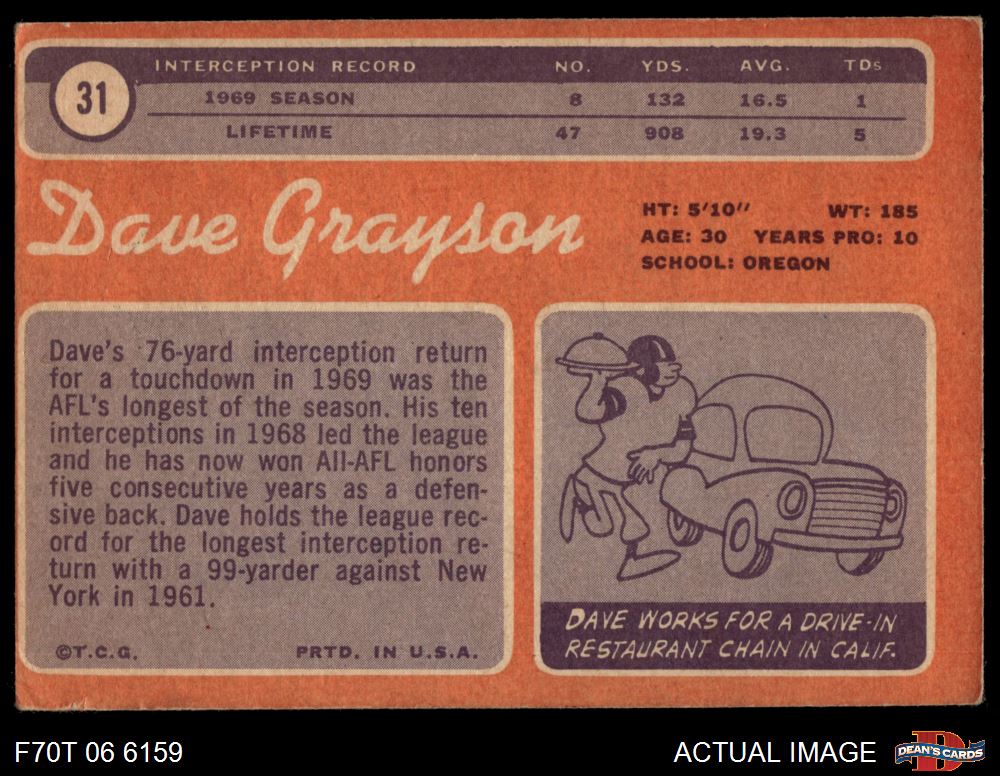 31
INTERCEPTION RECORD NO. YDS. AVG. TDs
1969 SEASON 8 132 16.5 1
LIFETIME 47 908 19.3 5
Dave Grayson
HT: 5'10" WT: 185
AGE: 30 YEARS PRO: 10
SCHOOL: OREGON
Dave's 76-yard interception return
for a touchdown in 1969 was the
AFL's longest of the season. His ten
interceptions in 1968 led the league
and he has now won All-AFL honors
five consecutive years as a defen-
sive back. Dave holds the league rec-
ord for the longest interception re-
turn with a 99-yarder against New
York in 1961.
©T.C.G. PRTD. IN U.S.A.
DAVE WORKS FOR A DRIVE-IN
RESTAURANT CHAIN IN CALIF.
F70T 06 6159
ACTUAL IMAGE
D
DEAN'S CARDS